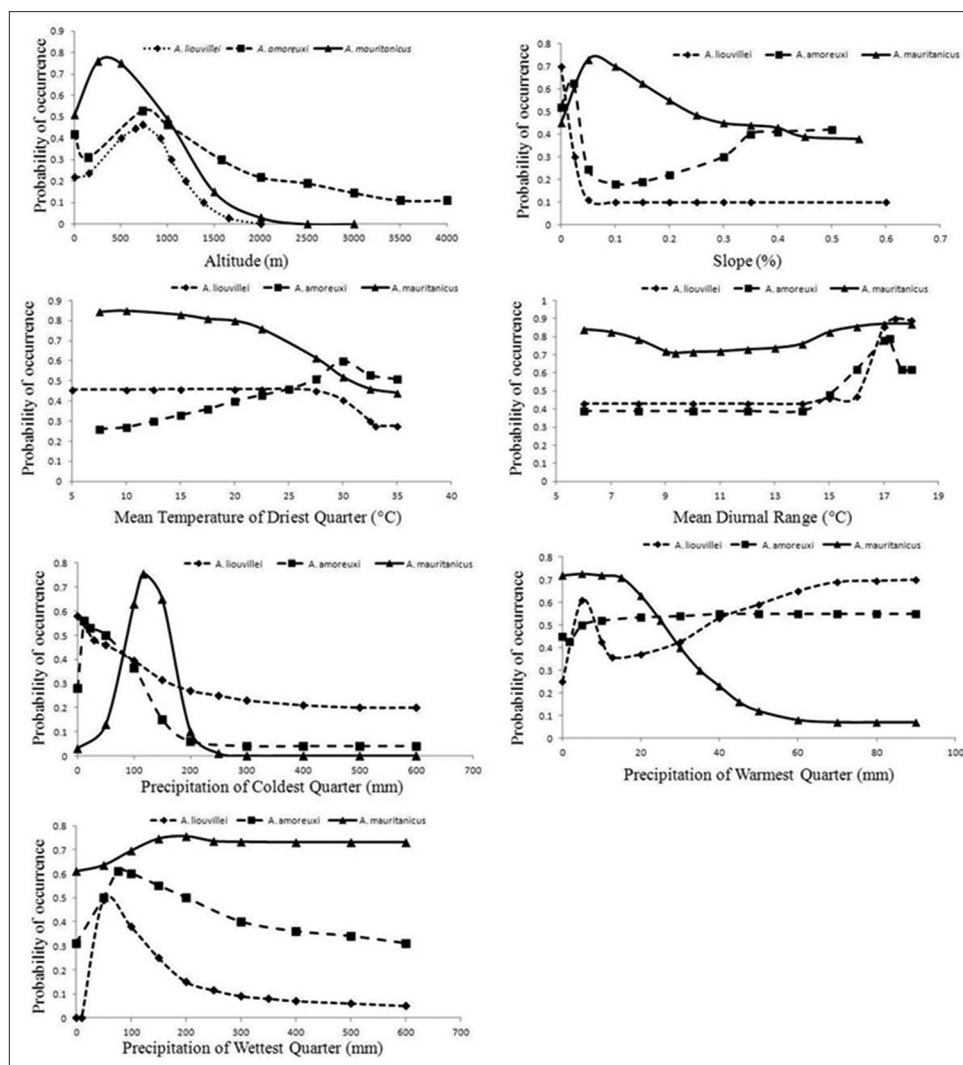 A. liouvillei A. amoreuxi A. mauritanicus
Probability of occurrence
0.9
0.8
0.7
0.6
0.5
0.4
0.3
0.2
0.1
0
0 500 1000 1500 2000 2500 3000 3500 4000
Altitude (m)
A. liouvillei A. amoreuxi A. mauritanicus
Probability of occurrence
0.8
0.7
0.6
0.5
0.4
0.3
0.2
0.1
0
0 0.1 0.2 0.3 0.4 0.5 0.6 0.7
Slope (%)
A. liouvillei A. amoreuxi A. mauritanicus
Probability of occurrence
0.9
0.8
0.7
0.6
0.5
0.4
0.3
0.2
0.1
0
5 10 15 20 25 30 35 40
Mean Temperature of Driest Quarter (°C)
A. liouvillei A. amoreuxi A. mauritanicus
Probability of occurrence
1
0.9
0.8
0.7
0.6
0.5
0.4
0.3
0.2
0.1
0
5 7 9 11 13 15 17 19
Mean Diurnal Range (°C)
A. liouvillei A. amoreuxi A. mauritanicus
Probability of occurrence
0.8
0.7
0.6
0.5
0.4
0.3
0.2
0.1
0
0 100 200 300 400 500 600 700
Precipitation of Coldest Quarter (mm)
A. liouvillei A. amoreuxi A. mauritanicus
Probability of occurrence
0.8
0.7
0.6
0.5
0.4
0.3
0.2
0.1
0
0 20 40 60 80 100
Precipitation of Warmest Quarter (mm)
A. liouvillei A. amoreuxi A. mauritanicus
Probability of occurrence
0.8
0.7
0.6
0.5
0.4
0.3
0.2
0.1
0
0 100 200 300 400 500 600 700
Precipitation of Wettest Quarter (mm)